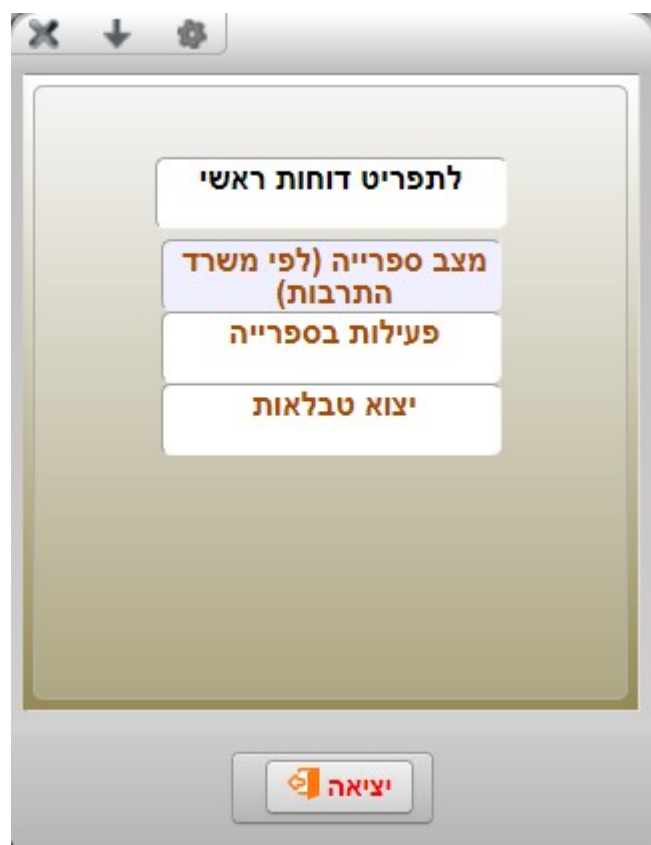 לתפריט דוחות ראשי
מצב ספרייה (לפי משרד
התרבות)
פעילות בספרייה
יצוא טבלאות
יציאה